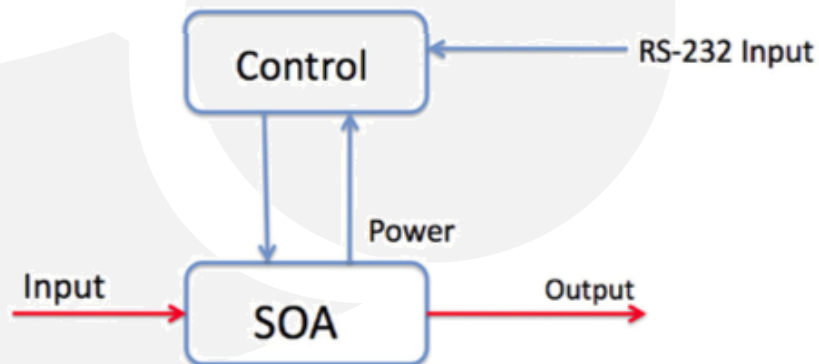 Control
RS-232 Input
Power
Input
Output
SOA